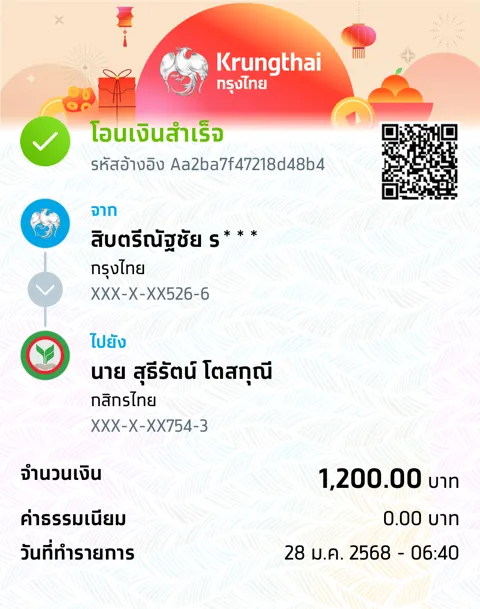 Krungthai
กรุงไทย
โอนเงินสำเร็จ
รหัสอ้างอิง Aa2ba7f47218d48b4
จาก
สิบตรีณัฐชัย ร***
กรุงไทย
XXX-X-XX526-6
ไปยัง
นาย สุธีรัตน์ โตสกุณี
กสิกรไทย
XXX-X-XX754-3
จำนวนเงิน 1,200.00 บาท
ค่าธรรมเนียม 0.00 บาท
วันที่ทำรายการ 28 ม.ค. 2568 - 06:40